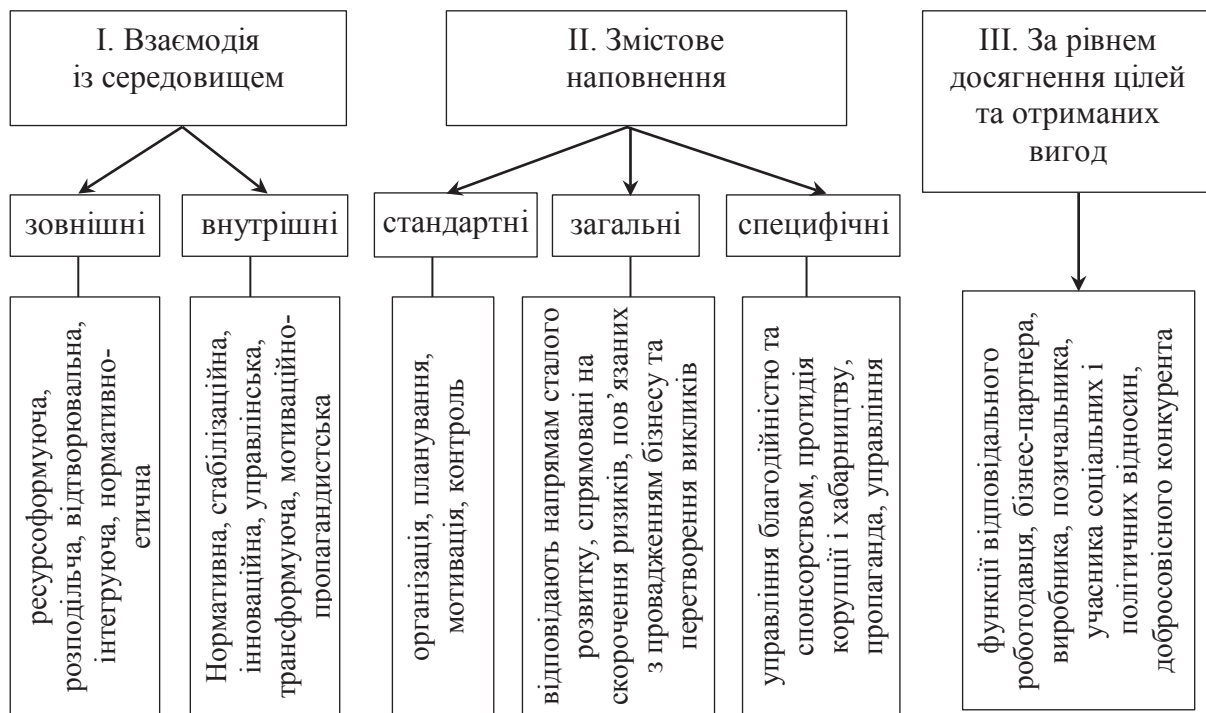 І. Взаємодія
із середовищем
ІІ. Змістове
наповнення
ІІІ. За рівнем
досягнення цілей
та отриманих
вигод
зовнішні
внутрішні
стандартні
загальні
специфічні
ресурсоформуюча,
розподільча, відтворювальна,
інтегруюча, нормативно-
етична
Нормативна, стабілізаційна,
інноваційна, управлінська,
трансформуюча, мотиваційно-
пропагандистська
організація, планування,
мотивація, контроль
відповідають напрямам сталого
розвитку, спрямовані на
скорочення ризиків, пов’язаних
з провадженням бізнесу та
перетворення викликів
управління благодійністю та
спонсорством, протидія
корупції і хабарництву,
пропаганда, управління
функції відповідального
роботодавця, бізнес-партнера,
виробника, позичальника,
учасника соціальних і
політичних відносин,
добросовісного конкурента